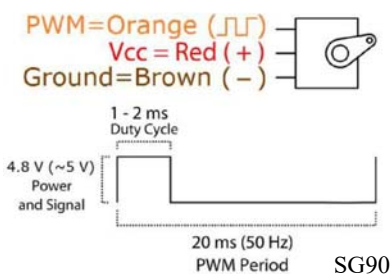 PWM=Orange (⎍⎍)
Vcc = Red (+)
Ground=Brown (−)
1 - 2 ms
Duty Cycle
4.8 V (~5 V)
Power
and Signal
20 ms (50 Hz)
PWM Period
SG90